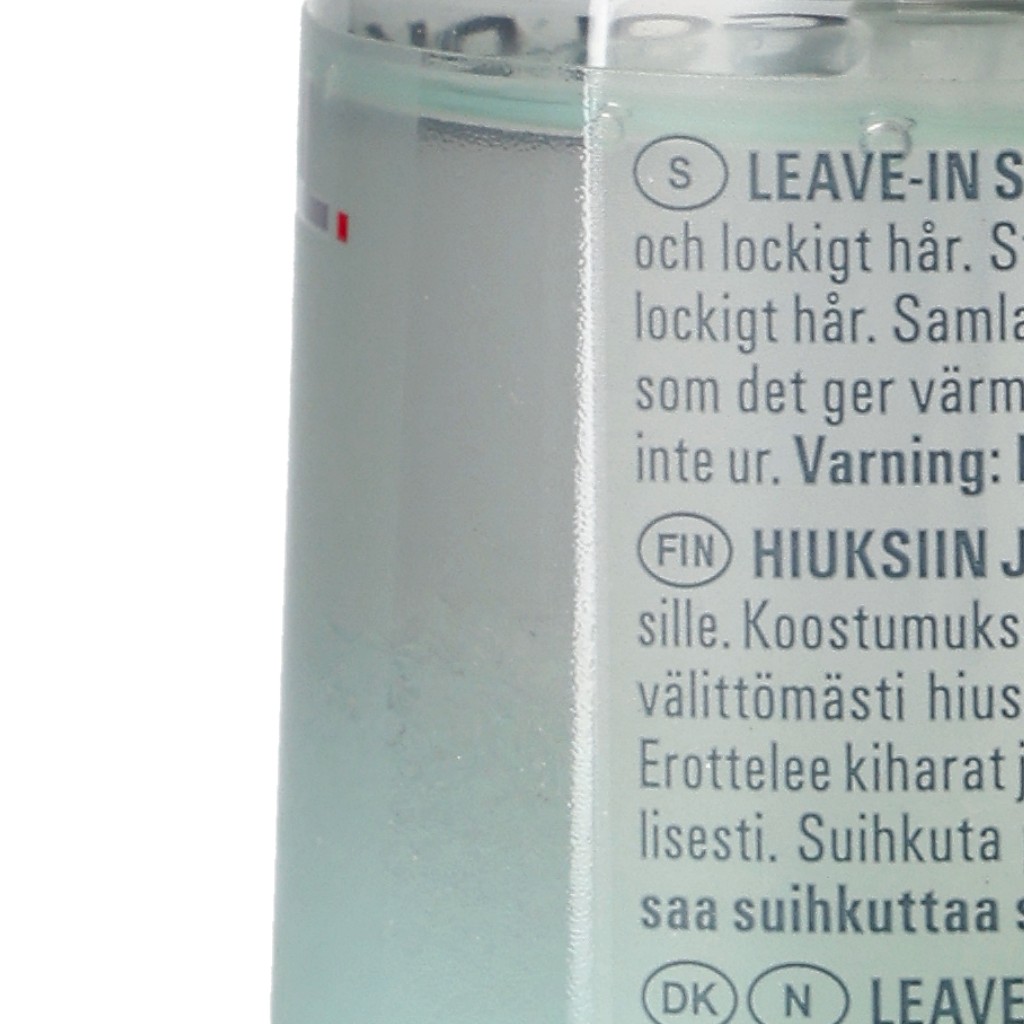 S LEAVE-IN S
och lockigt hår.
lockigt hår. Samla
som det ger värm
inte ur. Varning:
FIN HIUKSIIN J
sille. Koostumuks
välittömästi hius
Erottelee kiharat j
lisesti. Suihkuta
saa suihkuttaa s
DK N LEAVE